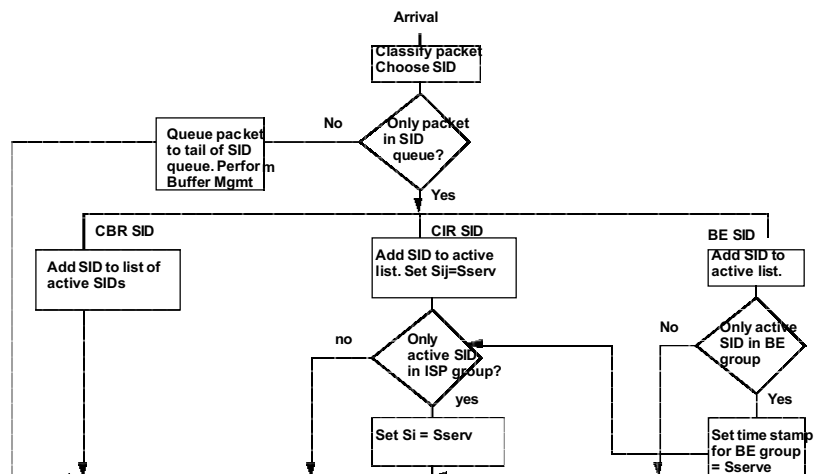 Arrival
Classify packet
Choose SID
Only packet
in SID
queue?
No
Queue packet
to tail of SID
queue. Perform
Buffer Mgmt
Yes
CBR SID
CIR SID
BE SID
Add SID to list of
active SIDs
Add SID to active
list. Set Sij=Sserv
Add SID to
active list.
no
Only
active SID
in ISP group?
No
Only active
SID in BE
group
yes
Yes
Set Si = Sserv
Set time stamp
for BE group
= Sserve